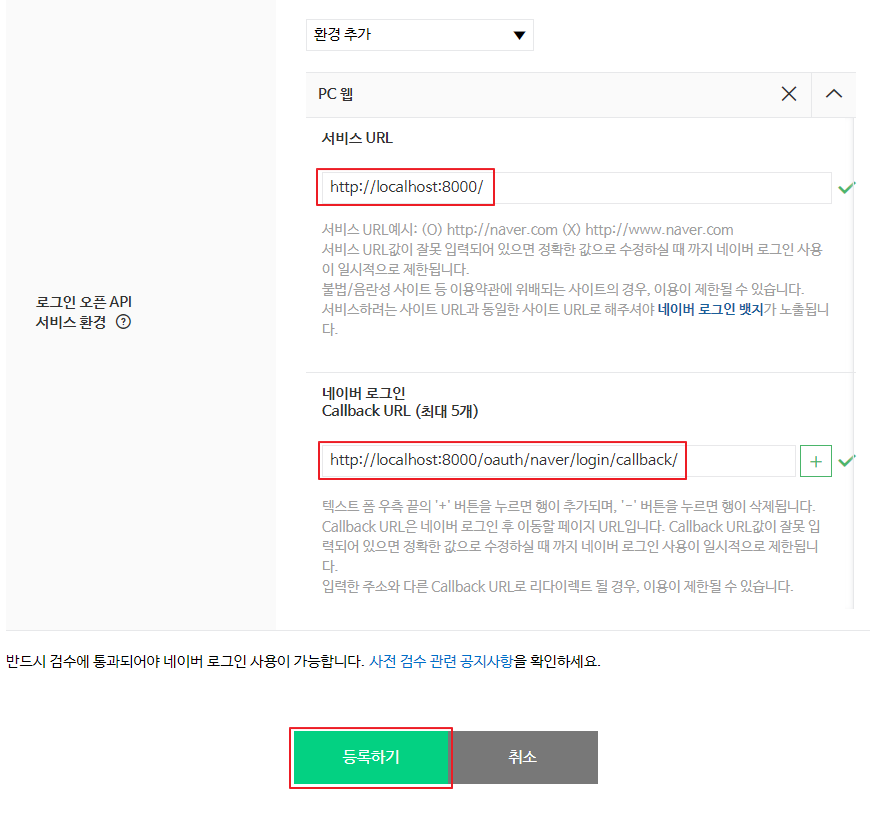 환경 추가
PC 웹
서비스 URL
http://localhost:8000/
서비스 URL예시: (O) http://naver.com (X) http://www.naver.com
서비스 URL값이 잘못 입력되어 있으면 정확한 값으로 수정하실 때 까지 네이버 로그인 사용
이 일시적으로 제한됩니다.
불법/음란성 사이트 등 이용약관에 위배되는 사이트의 경우, 이용이 제한될 수 있습니다.
서비스하려는 사이트 URL과 동일한 사이트 URL로 해주셔야 네이버 로그인 뱃지가 노출됩니
다.
로그인 오픈 API
서비스 환경 ?
네이버 로그인
Callback URL (최대 5개)
http://localhost:8000/oauth/naver/login/callback/
+
텍스트 폼 우측 끝의 '+' 버튼을 누르면 행이 추가되며, '-' 버튼을 누르면 행이 삭제됩니다.
Callback URL은 네이버 로그인 후 이동할 페이지 URL입니다. Callback URL값이 잘못 입
력되어 있으면 정확한 값으로 수정하실 때 까지 네이버 로그인 사용이 일시적으로 제한됩니
다.
입력한 주소와 다른 Callback URL로 리다이렉트 될 경우, 이용이 제한될 수 있습니다.
반드시 검수에 통과되어야 네이버 로그인 사용이 가능합니다. 사전 검수 관련 공지사항을 확인하세요.
등록하기
취소